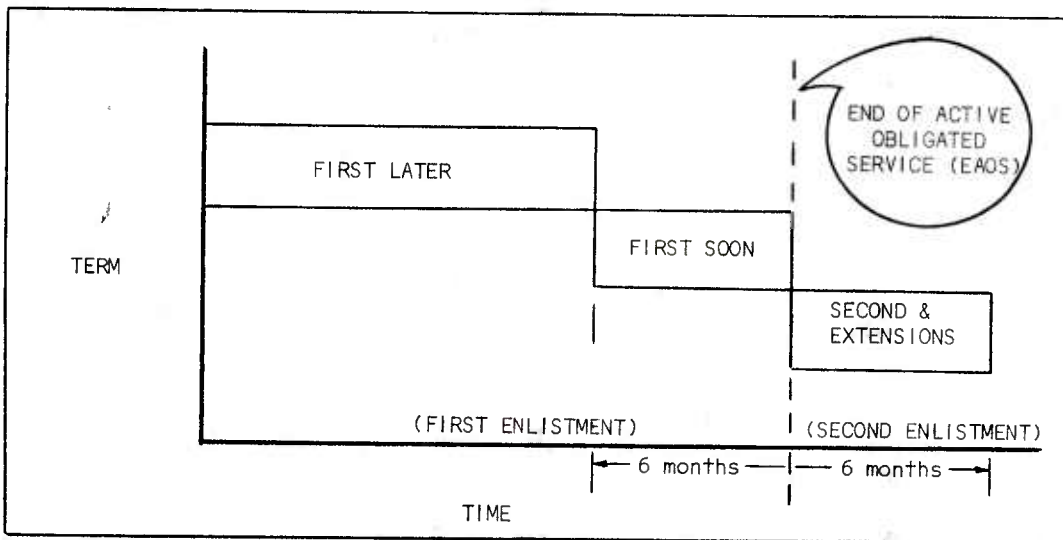 END OF ACTIVE
OBLIGATED
SERVICE (EAOS)
FIRST LATER
FIRST SOON
TERM
SECOND &
EXTENSIONS
(FIRST ENLISTMENT)
(SECOND ENLISTMENT)
6 months
6 months
TIME